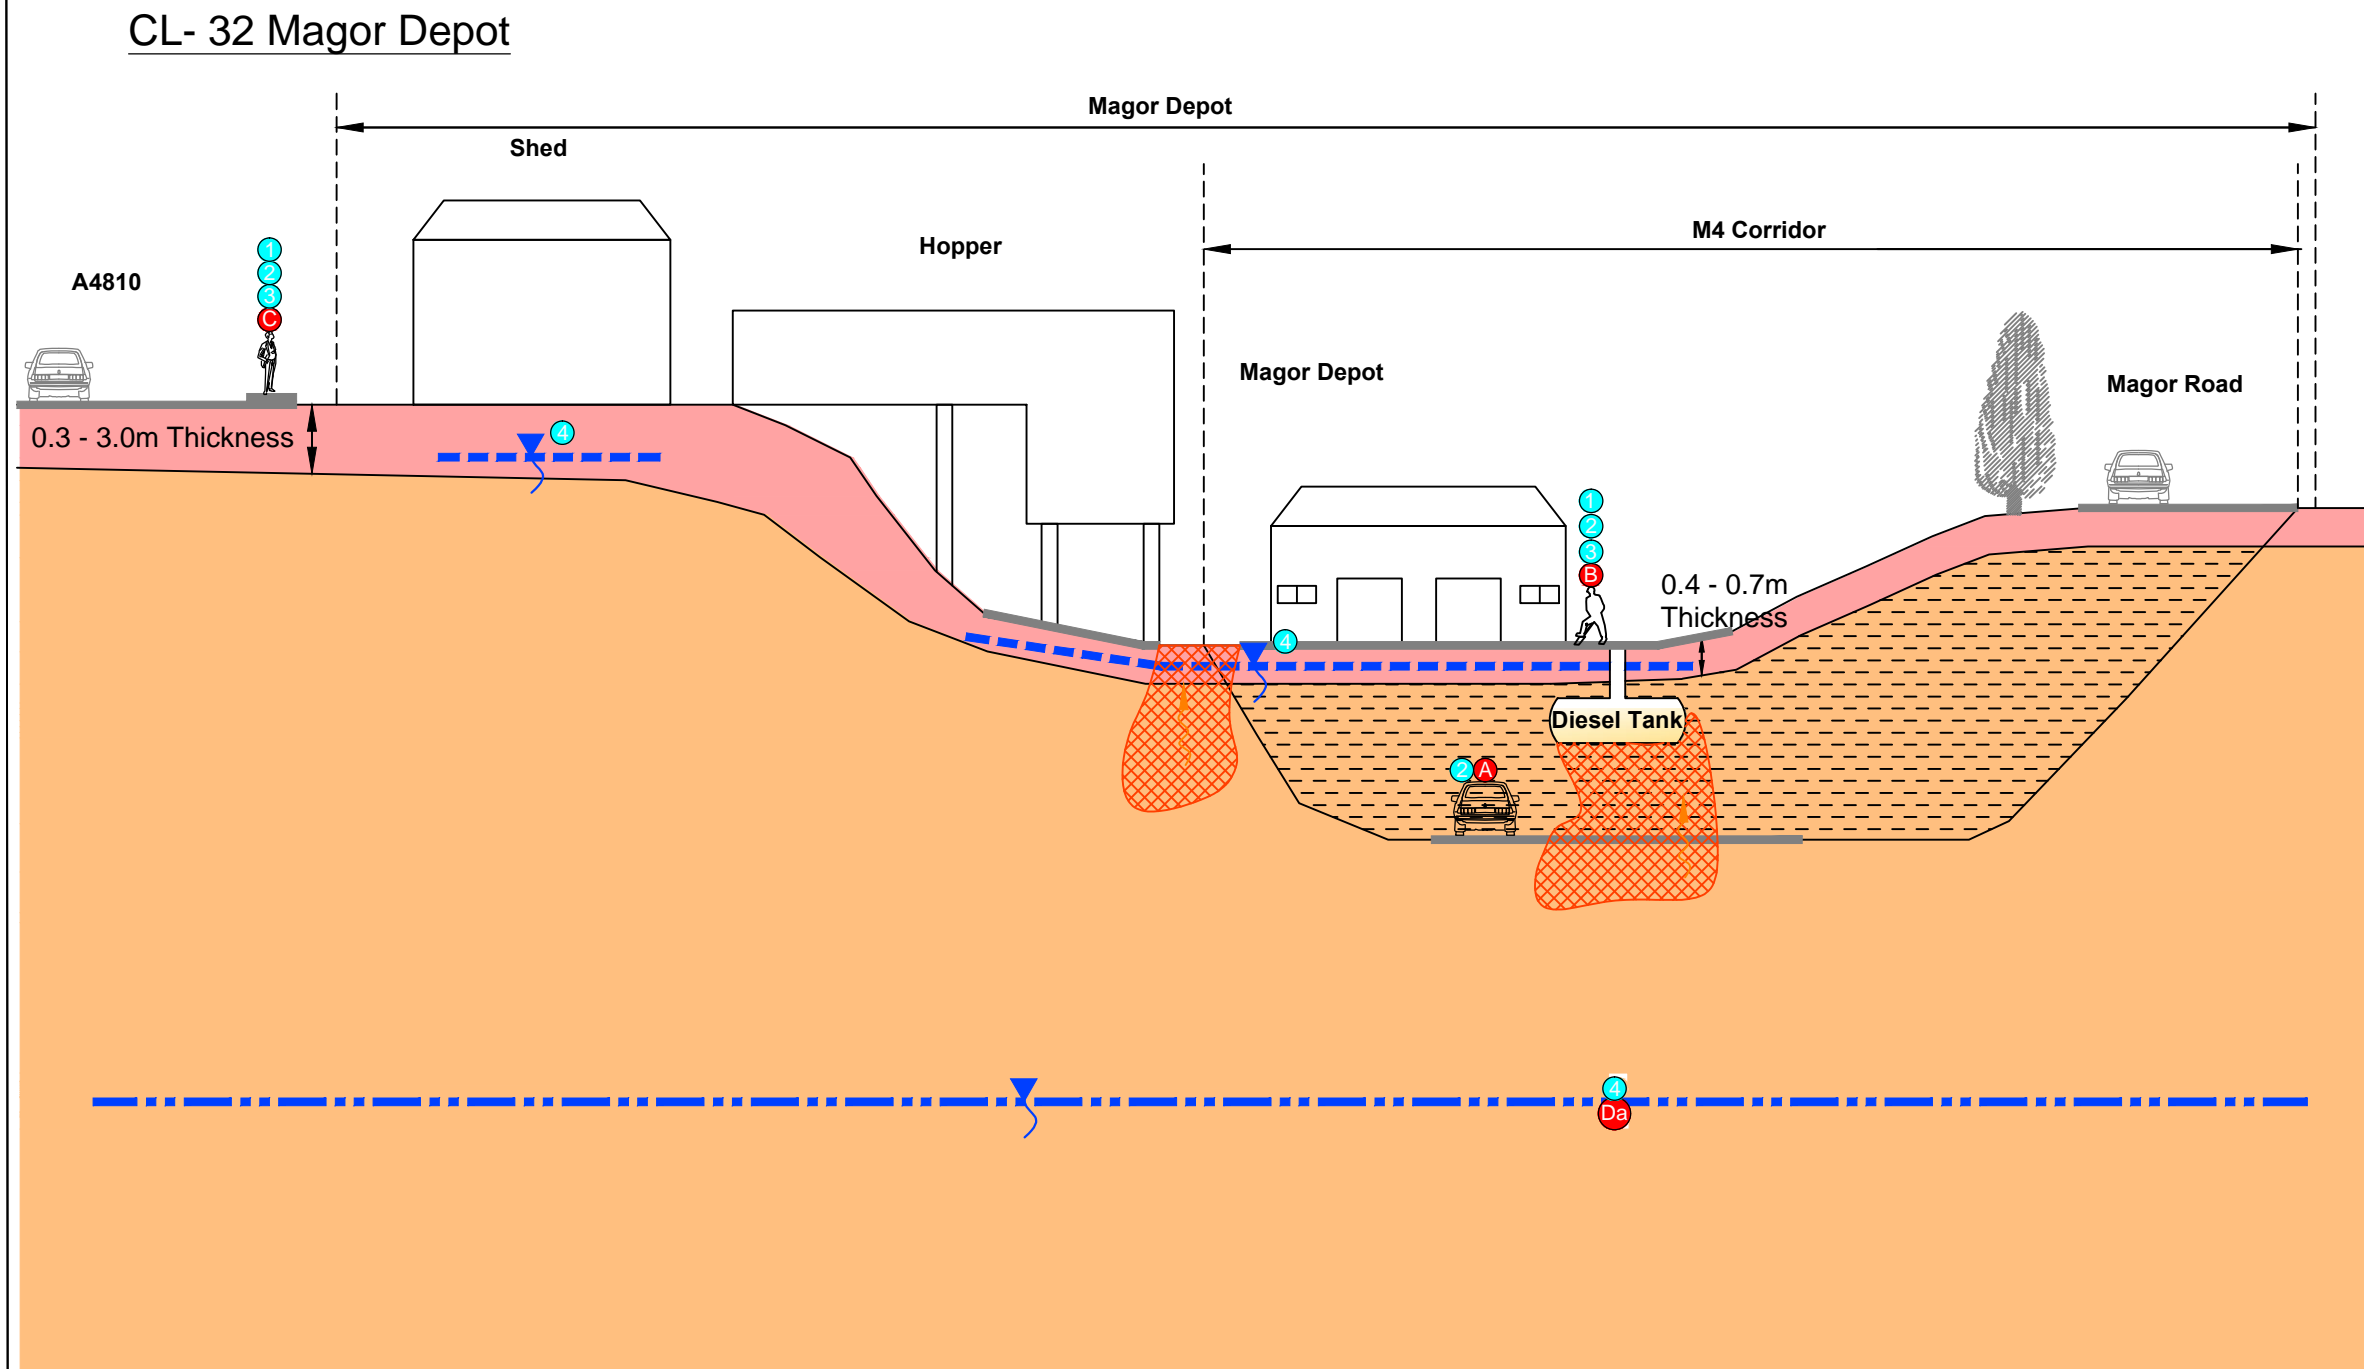 CL- 32 Magor Depot
Magor Depot
Shed
M4 Corridor
Hopper
A4810
1
2
3
C
Magor Depot
Magor Road
0.3 - 3.0m Thickness
4
1
2
3
B
0.4 - 0.7m
Thickness
4
Diesel Tank
2 A
4
Da